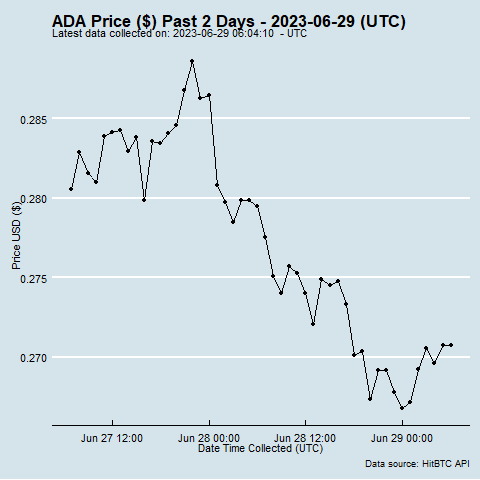 ADA Price ($) Past 2 Days - 2023-06-29 (UTC)
Latest data collected on: 2023-06-29 06:04:10  - UTC
0.285
0.280
0.275
0.270
Price USD ($)
Jun 27 12:00
Jun 28 00:00
Jun 28 12:00
Jun 29 00:00
Date Time Collected (UTC)
Data source: HitBTC API